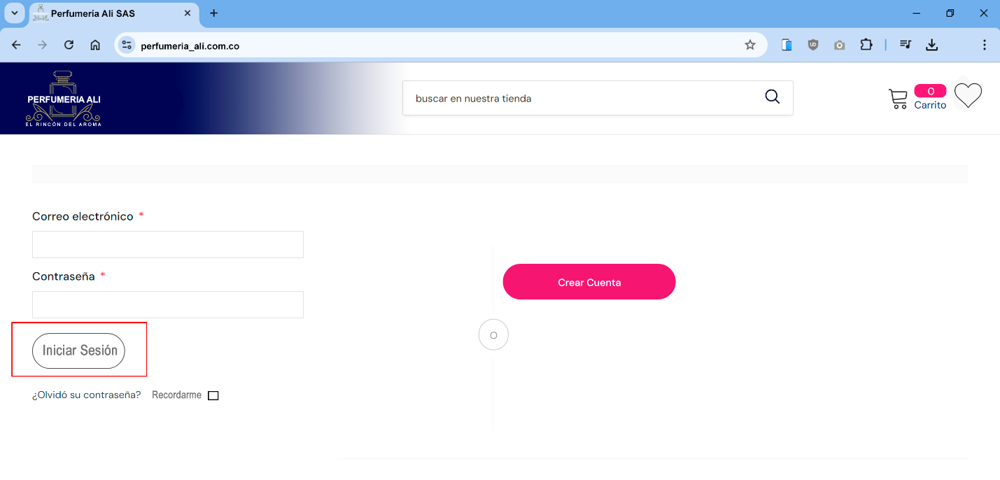 Perfumería Ali SAS
perfumeria_ali.com.co
PERFUMERIA ALI
EL RINCÓN DEL AROMA
buscar en nuestra tienda
0
Carrito
Correo electrónico *
Contraseña *
Crear Cuenta
O
Iniciar Sesión
¿Olvidó su contraseña? Recordarme